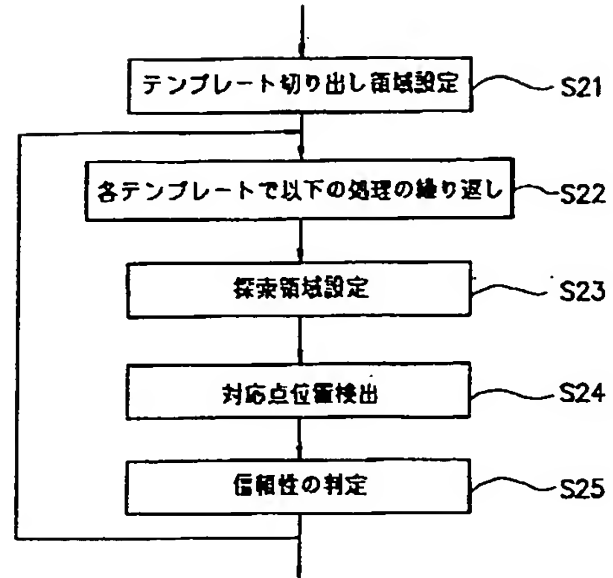 テンプレート切り出し領域設定 S21
各テンプレートで以下の処理の繰り返し S22
探索領域設定 S23
対応点位置検出 S24
信頼性の判定 S25